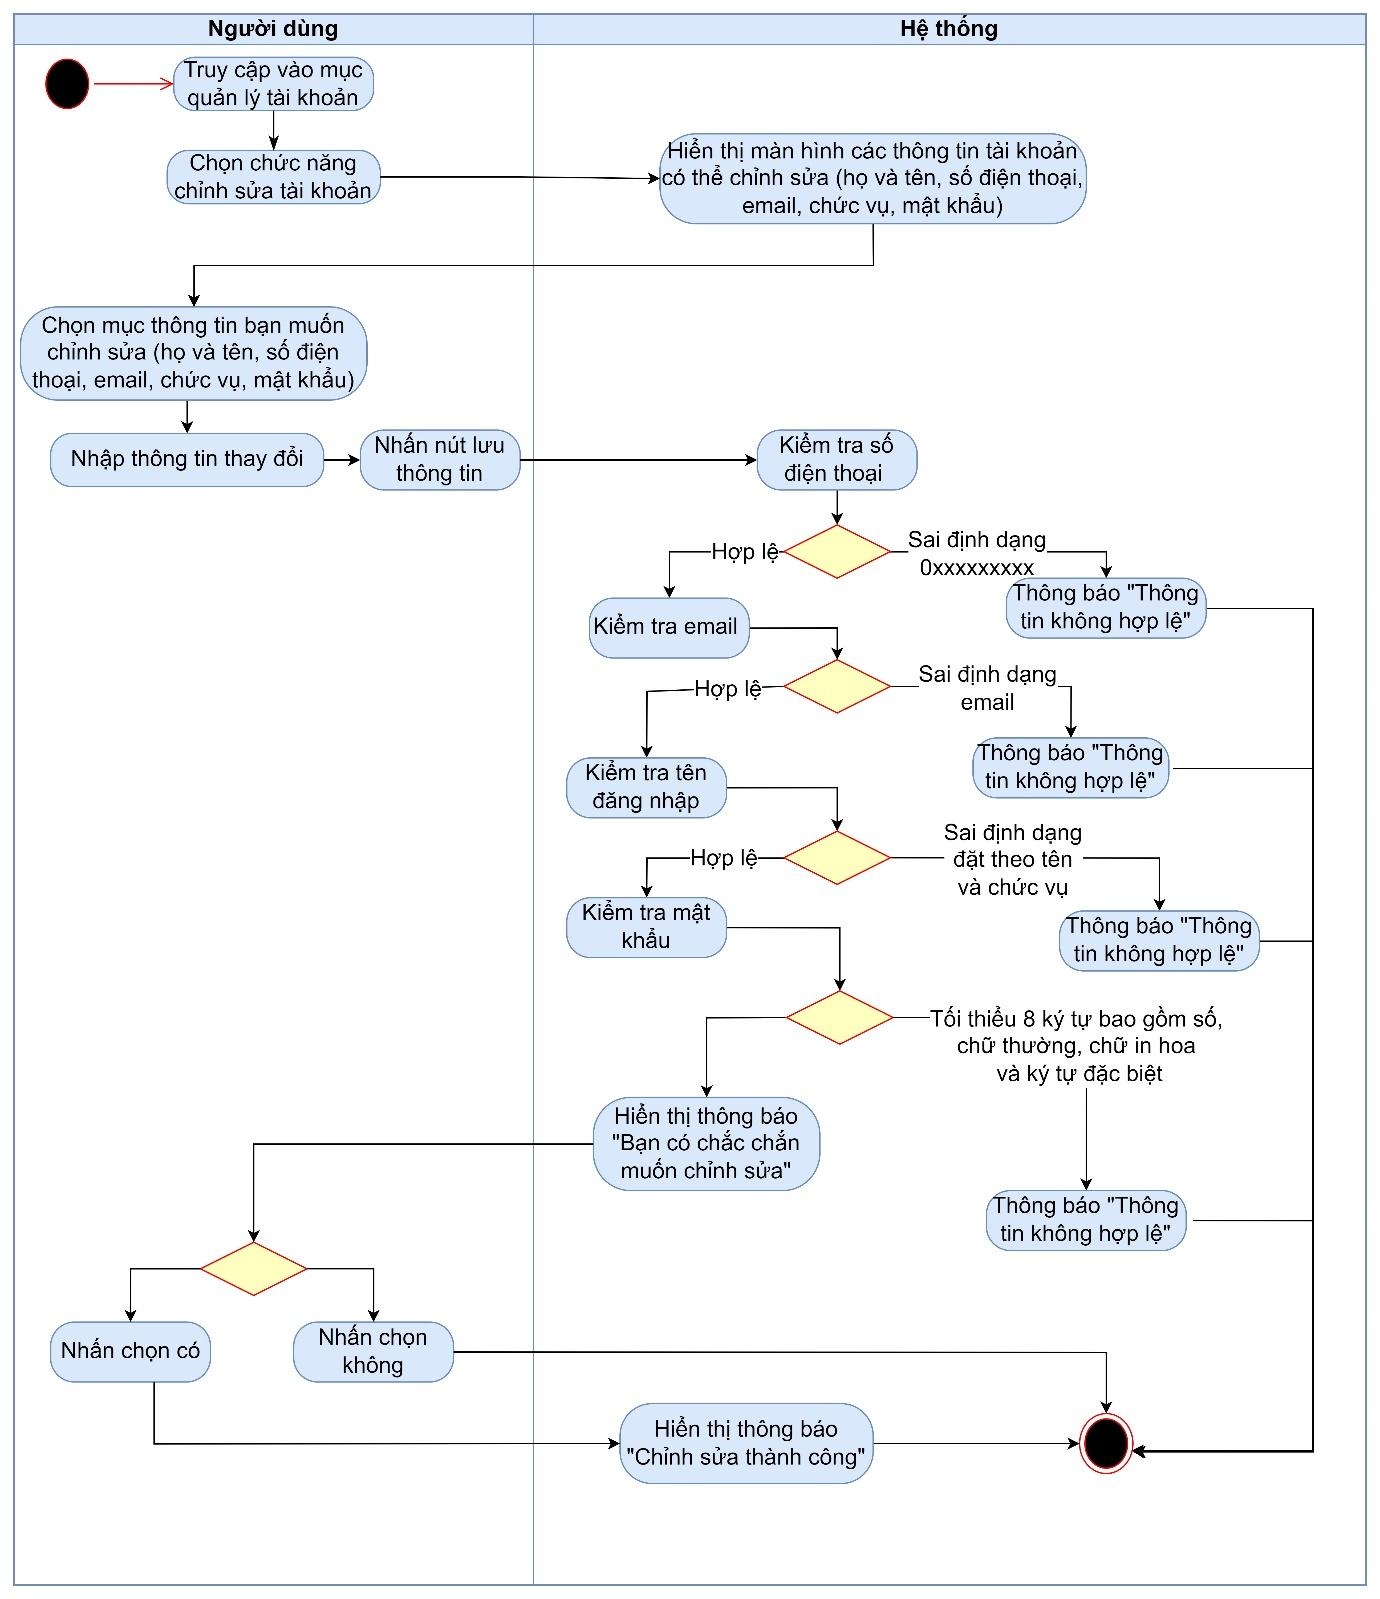 Người dùng
Hệ thống
Truy cập vào mục
quản lý tài khoản
Chọn chức năng
chỉnh sửa tài khoản
Hiển thị màn hình các thông tin tài khoản
có thể chỉnh sửa (họ và tên, số điện thoại,
email, chức vụ, mật khẩu)
Chọn mục thông tin bạn muốn
chỉnh sửa (họ và tên, số điện
thoại, email, chức vụ, mật khẩu)
Nhập thông tin thay đổi
Nhấn nút lưu
thông tin
Kiểm tra số
điện thoại
Hợp lệ
Sai định dạng
0xxxxxxxxx
Thông báo "Thông
tin không hợp lệ"
Kiểm tra email
Hợp lệ
Sai định dạng
email
Thông báo "Thông
tin không hợp lệ"
Kiểm tra tên
đăng nhập
Hợp lệ
Sai định dạng
đặt theo tên
và chức vụ
Thông báo "Thông
tin không hợp lệ"
Kiểm tra mật
khẩu
Tối thiểu 8 ký tự bao gồm số,
chữ thường, chữ in hoa
và ký tự đặc biệt
Hiển thị thông báo
"Bạn có chắc chắn
muốn chỉnh sửa"
Thông báo "Thông
tin không hợp lệ"
Nhấn chọn có
Nhấn chọn
không
Hiển thị thông báo
"Chỉnh sửa thành công"